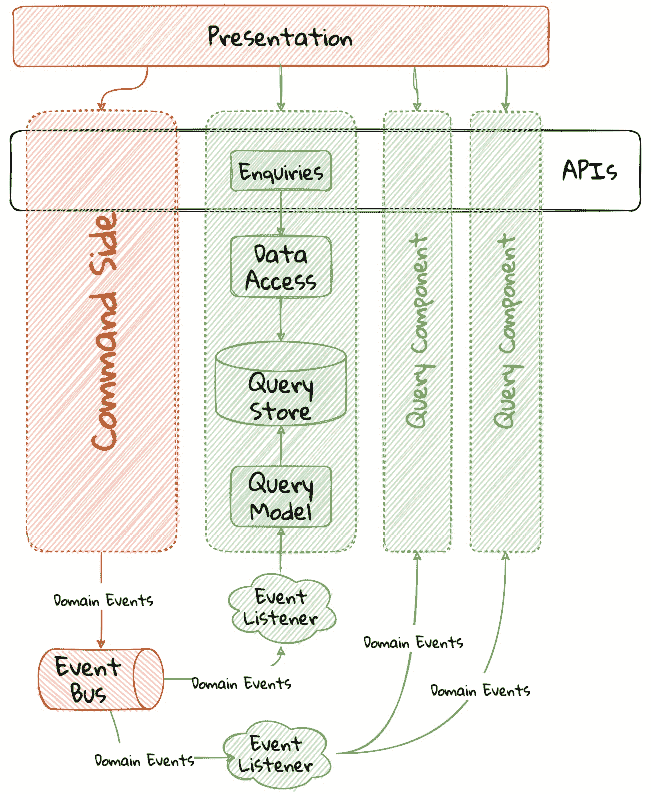 Presentation
APIs
Enquiries
Data
Access
Query
Store
Query
Model
Command Side
Query Component
Query Component
Domain Events
Event
Listener
Domain Events
Event
Bus
Domain Events
Domain Events
Domain Events
Event
Listener